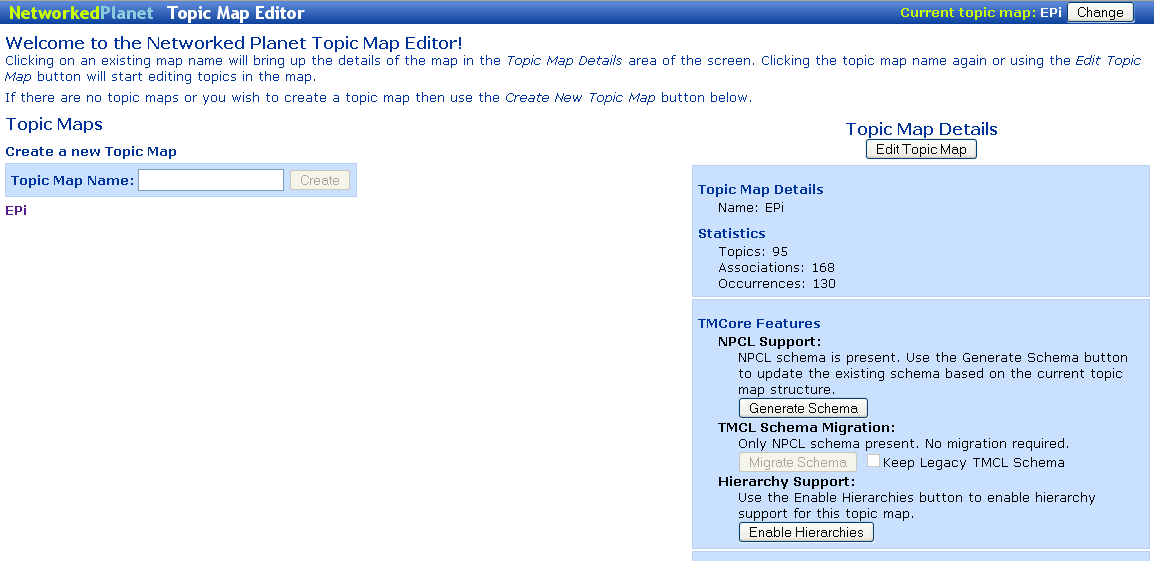 NetworkedPlanet Topic Map Editor
Current topic map: EPi Change
Welcome to the Networked Planet Topic Map Editor!
Clicking on an existing map name will bring up the details of the map in the Topic Map Details area of the screen. Clicking the topic map name again or using the Edit Topic
Map button will start editing topics in the map.
If there are no topic maps or you wish to create a topic map then use the Create New Topic Map button below.
Topic Maps
Create a new Topic Map
Topic Map Name: Create
EPi
Topic Map Details
Edit Topic Map
Topic Map Details
Name: EPi
Statistics
Topics: 95
Associations: 168
Occurrences: 130
TMCore Features
NPCL Support:
NPCL schema is present. Use the Generate Schema button
to update the existing schema based on the current topic
map structure.
Generate Schema
TMCL Schema Migration:
Only NPCL schema present. No migration required.
Migrate Schema Keep Legacy TMCL Schema
Hierarchy Support:
Use the Enable Hierarchies button to enable hierarchy
support for this topic map.
Enable Hierarchies